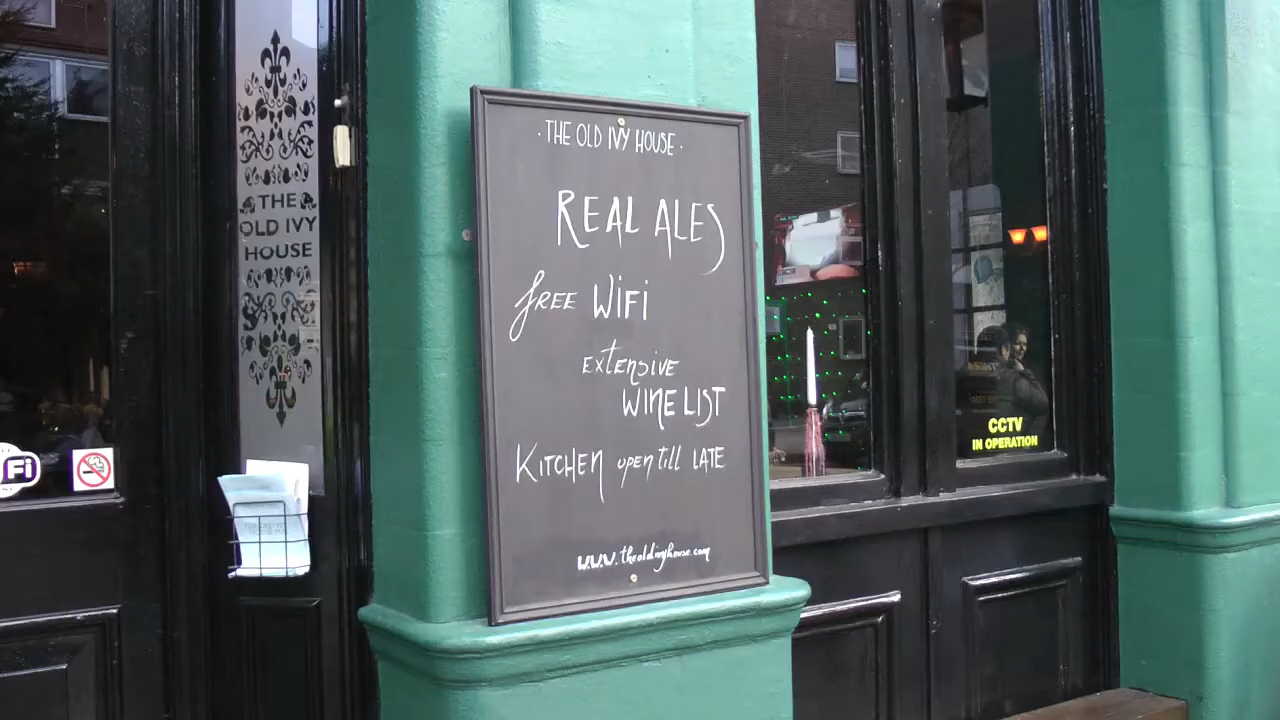 THE
OLD IVY
HOUSE
Fi
· THE OLD IVY HOUSE ·
REAL ALES
FREE WiFi
EXTENSIVE
WINE LIST
KITCHEN OPEN till LATE
www.theoldivyhouse.com
CCTV
IN OPERATION